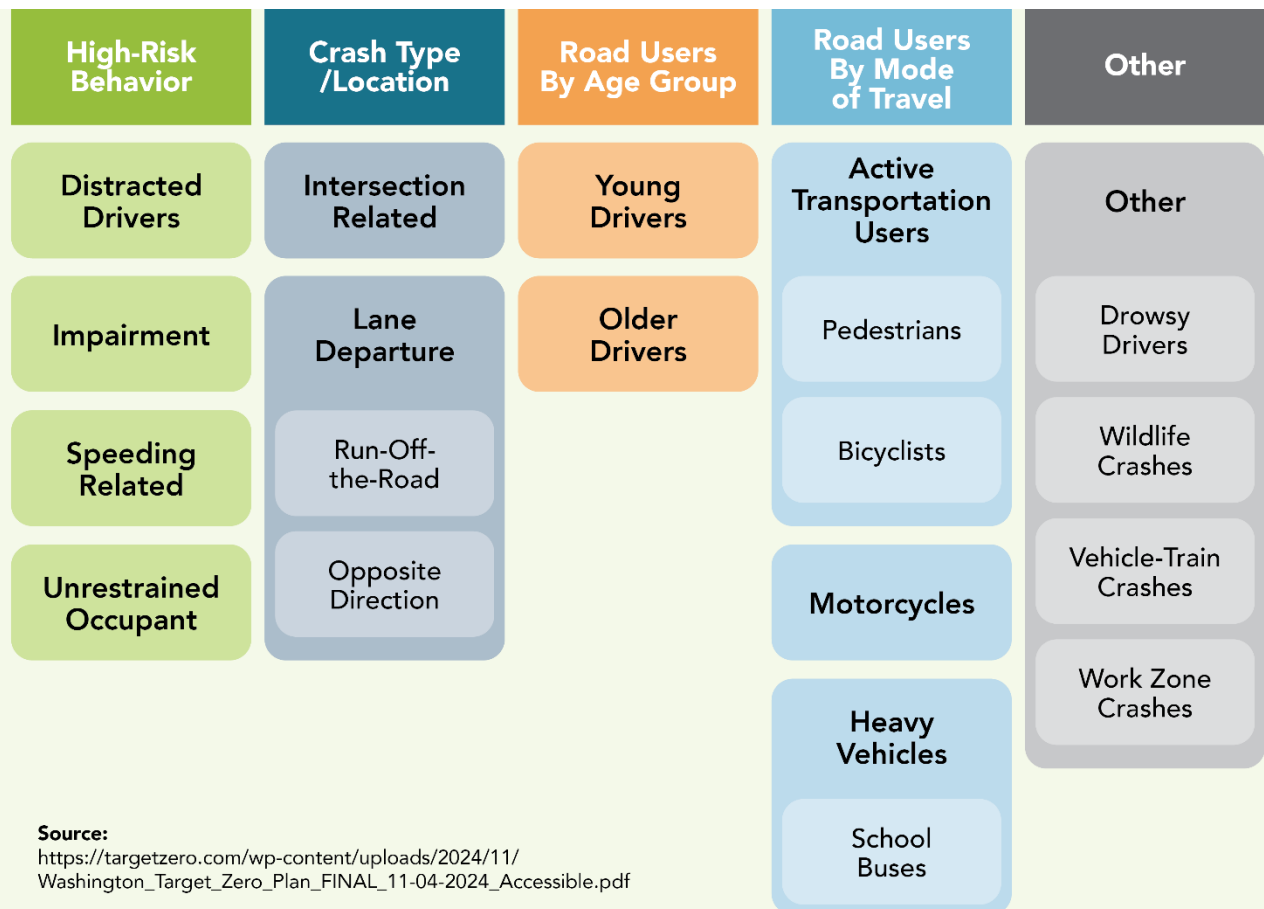 High-Risk
Behavior
Distracted
Drivers
Impairment
Speeding
Related
Unrestrained
Occupant
Crash Type
/Location
Intersection
Related
Lane
Departure
Run-Off-
the-Road
Opposite
Direction
Road Users
By Age Group
Young
Drivers
Older
Drivers
Road Users
By Mode
of Travel
Active
Transportation
Users
Pedestrians
Bicyclists
Motorcycles
Heavy
Vehicles
School
Buses
Other
Other
Drowsy
Drivers
Wildlife
Crashes
Vehicle-Train
Crashes
Work Zone
Crashes
Source:
https://targetzero.com/wp-content/uploads/2024/11/
Washington_Target_Zero_Plan_FINAL_11-04-2024_Accessible.pdf